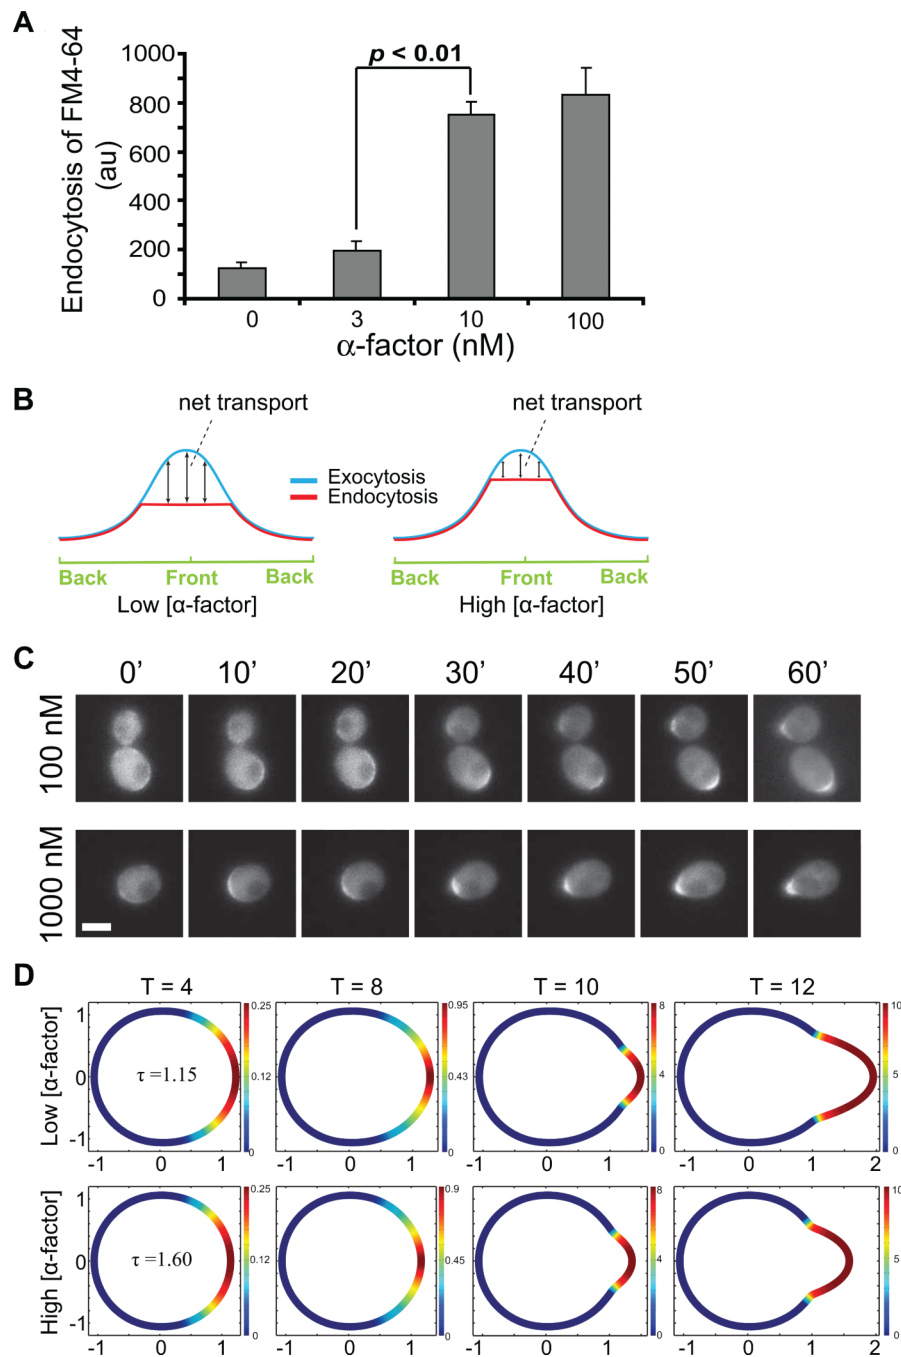 A
Endocytosis of FM4-64
(au)
1000
800
600
400
200
0
p < 0.01
0 3 10 100
α-factor (nM)
B
net transport net transport
Exocytosis
Endocytosis
Back Front Back Back Front Back
Low [α-factor] High [α-factor]
C
0' 10' 20' 30' 40' 50' 60'
100 nM
1000 nM
D
T = 4 T = 8 T = 10 T = 12
Low [α-factor]
1
0
-1
τ =1.15
0.25
0.12
0
0.95
0.43
0
8
4
0
10
5
0
-1 0 1 -1 0 1 -1 0 1 -1 0 1 2
High [α-factor]
1
0
-1
τ =1.60
0.25
0.12
0
0.9
0.45
0
8
4
0
10
5
0
-1 0 1 -1 0 1 -1 0 1 -1 0 1 2